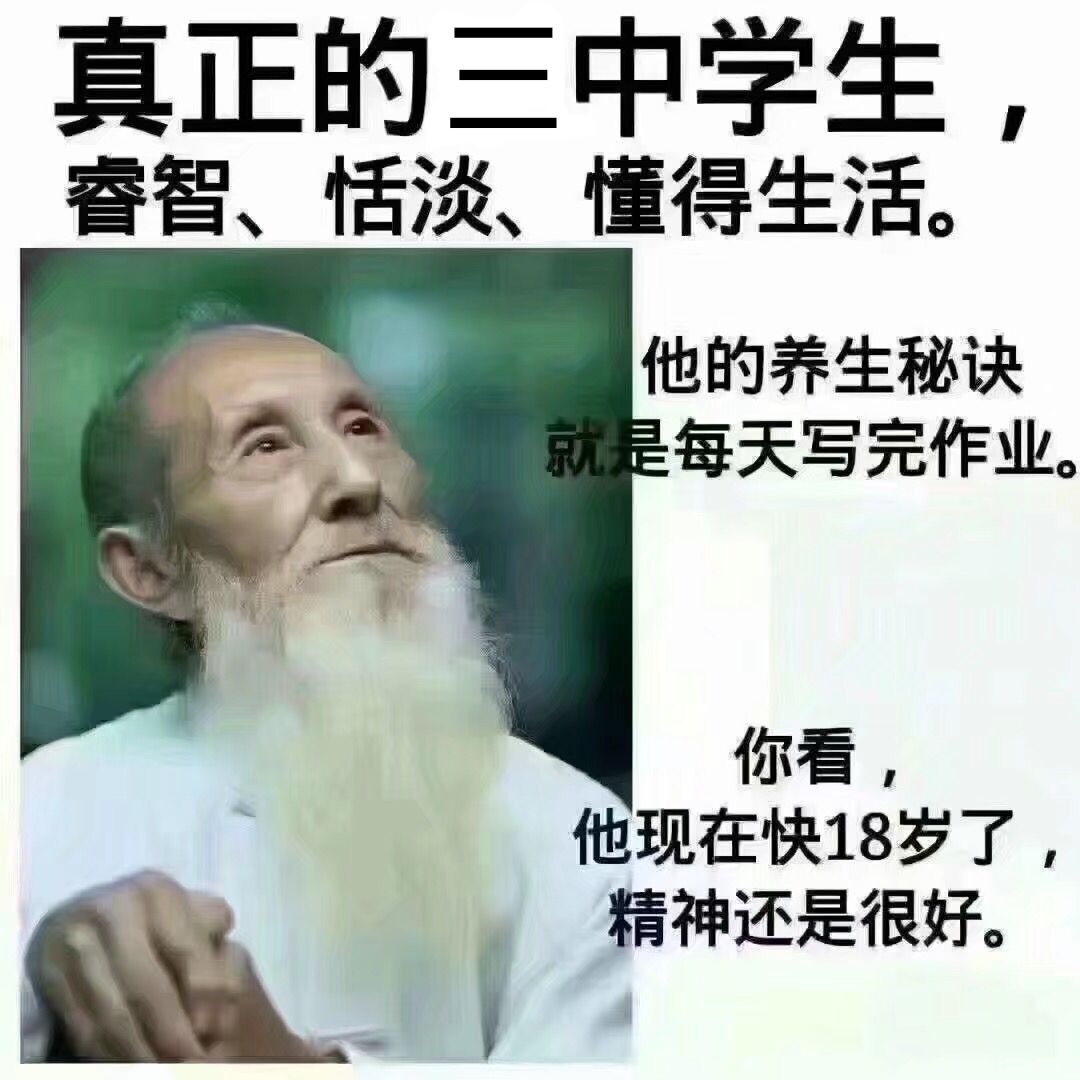 真正的三中学生，
睿智、恬淡、懂得生活。
他的养生秘诀
就是每天写完作业。
你看，
他现在快18岁了，
精神还是很好。